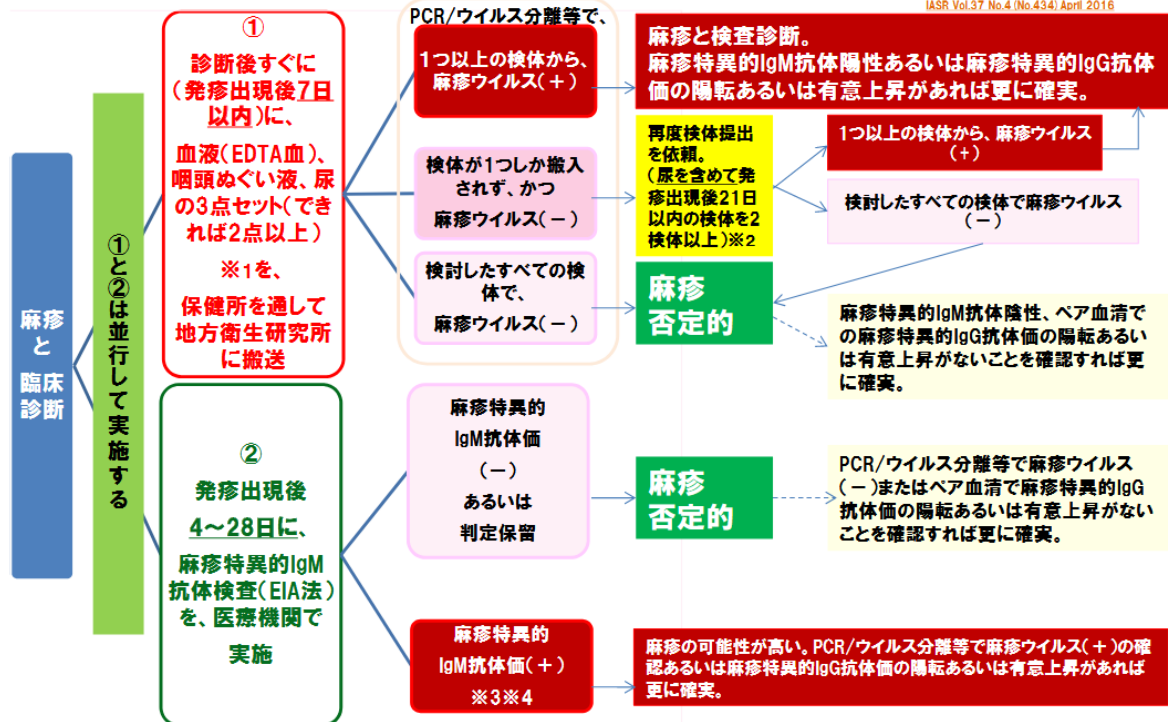 IASR Vol.37 No.4 (No.434) April 2016
麻疹
と
臨床
診断
①と②は並行して実施する
①
診断後すぐに
(発疹出現後7日
以内)に、
血液(EDTA血)、
咽頭ぬぐい液、尿
の3点セット(でき
れば2点以上)
※1を、
保健所を通して
地方衛生研究所
に搬送
PCR/ウイルス分離等で、
1つ以上の検体から、
麻疹ウイルス(+)
検体が1つしか搬入
されず、かつ
麻疹ウイルス(-)
検討したすべての検
体で、
麻疹ウイルス(-)
麻疹と検査診断。
麻疹特異的IgM抗体陽性あるいは麻疹特異的IgG抗体
価の陽転あるいは有意上昇があれば更に確実。
再度検体提出
を依頼。
(尿を含めて発
疹出現後21日
以内の検体を2
検体以上)※2
1つ以上の検体から、麻疹ウイルス
(+)
検討したすべての検体で麻疹ウイルス
(-)
麻疹
否定的
麻疹特異的IgM抗体陰性、ペア血清で
の麻疹特異的IgG抗体価の陽転あるい
は有意上昇がないことを確認すれば更
に確実。
②
発疹出現後
4~28日に、
麻疹特異的IgM
抗体検査(EIA法)
を、医療機関で
実施
麻疹特異的
IgM抗体価
(-)
あるいは
判定保留
麻疹
否定的
PCR/ウイルス分離等で麻疹ウイルス
(-)またはペア血清で麻疹特異的IgG
抗体価の陽転あるいは有意上昇がない
ことを確認すれば更に確実。
麻疹特異的
IgM抗体価(+)
※3※4
麻疹の可能性が高い。PCR/ウイルス分離等で麻疹ウイルス(+)の確
認あるいは麻疹特異的IgG抗体価の陽転あるいは有意上昇があれば
更に確実。